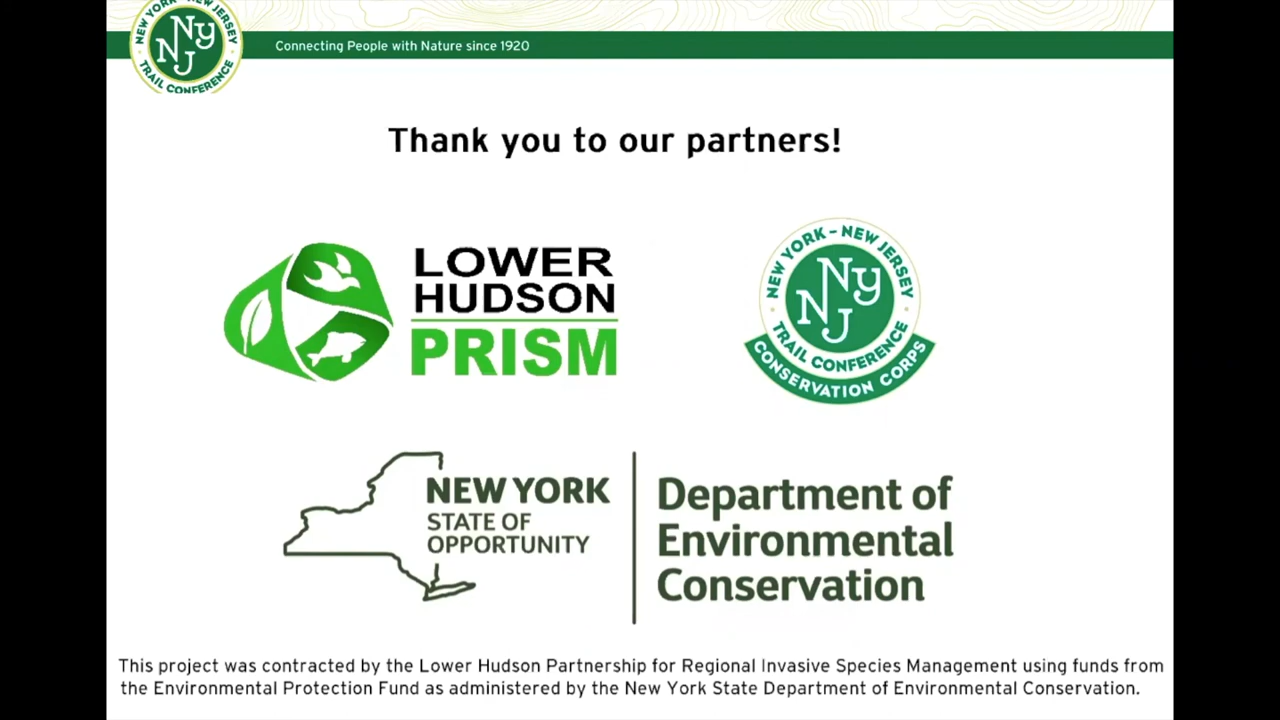 NEW YORK - NEW JERSEY
NY
NJ
TRAIL CONFERENCE
Connecting People with Nature since 1920
Thank you to our partners!
LOWER
HUDSON
PRISM
NEW YORK - NEW JERSEY
NY
NJ
TRAIL CONFERENCE
CONSERVATION CORPS
NEW YORK
STATE OF
OPPORTUNITY
Department of
Environmental
Conservation
This project was contracted by the Lower Hudson Partnership for Regional Invasive Species Management using funds from
the Environmental Protection Fund as administered by the New York State Department of Environmental Conservation.